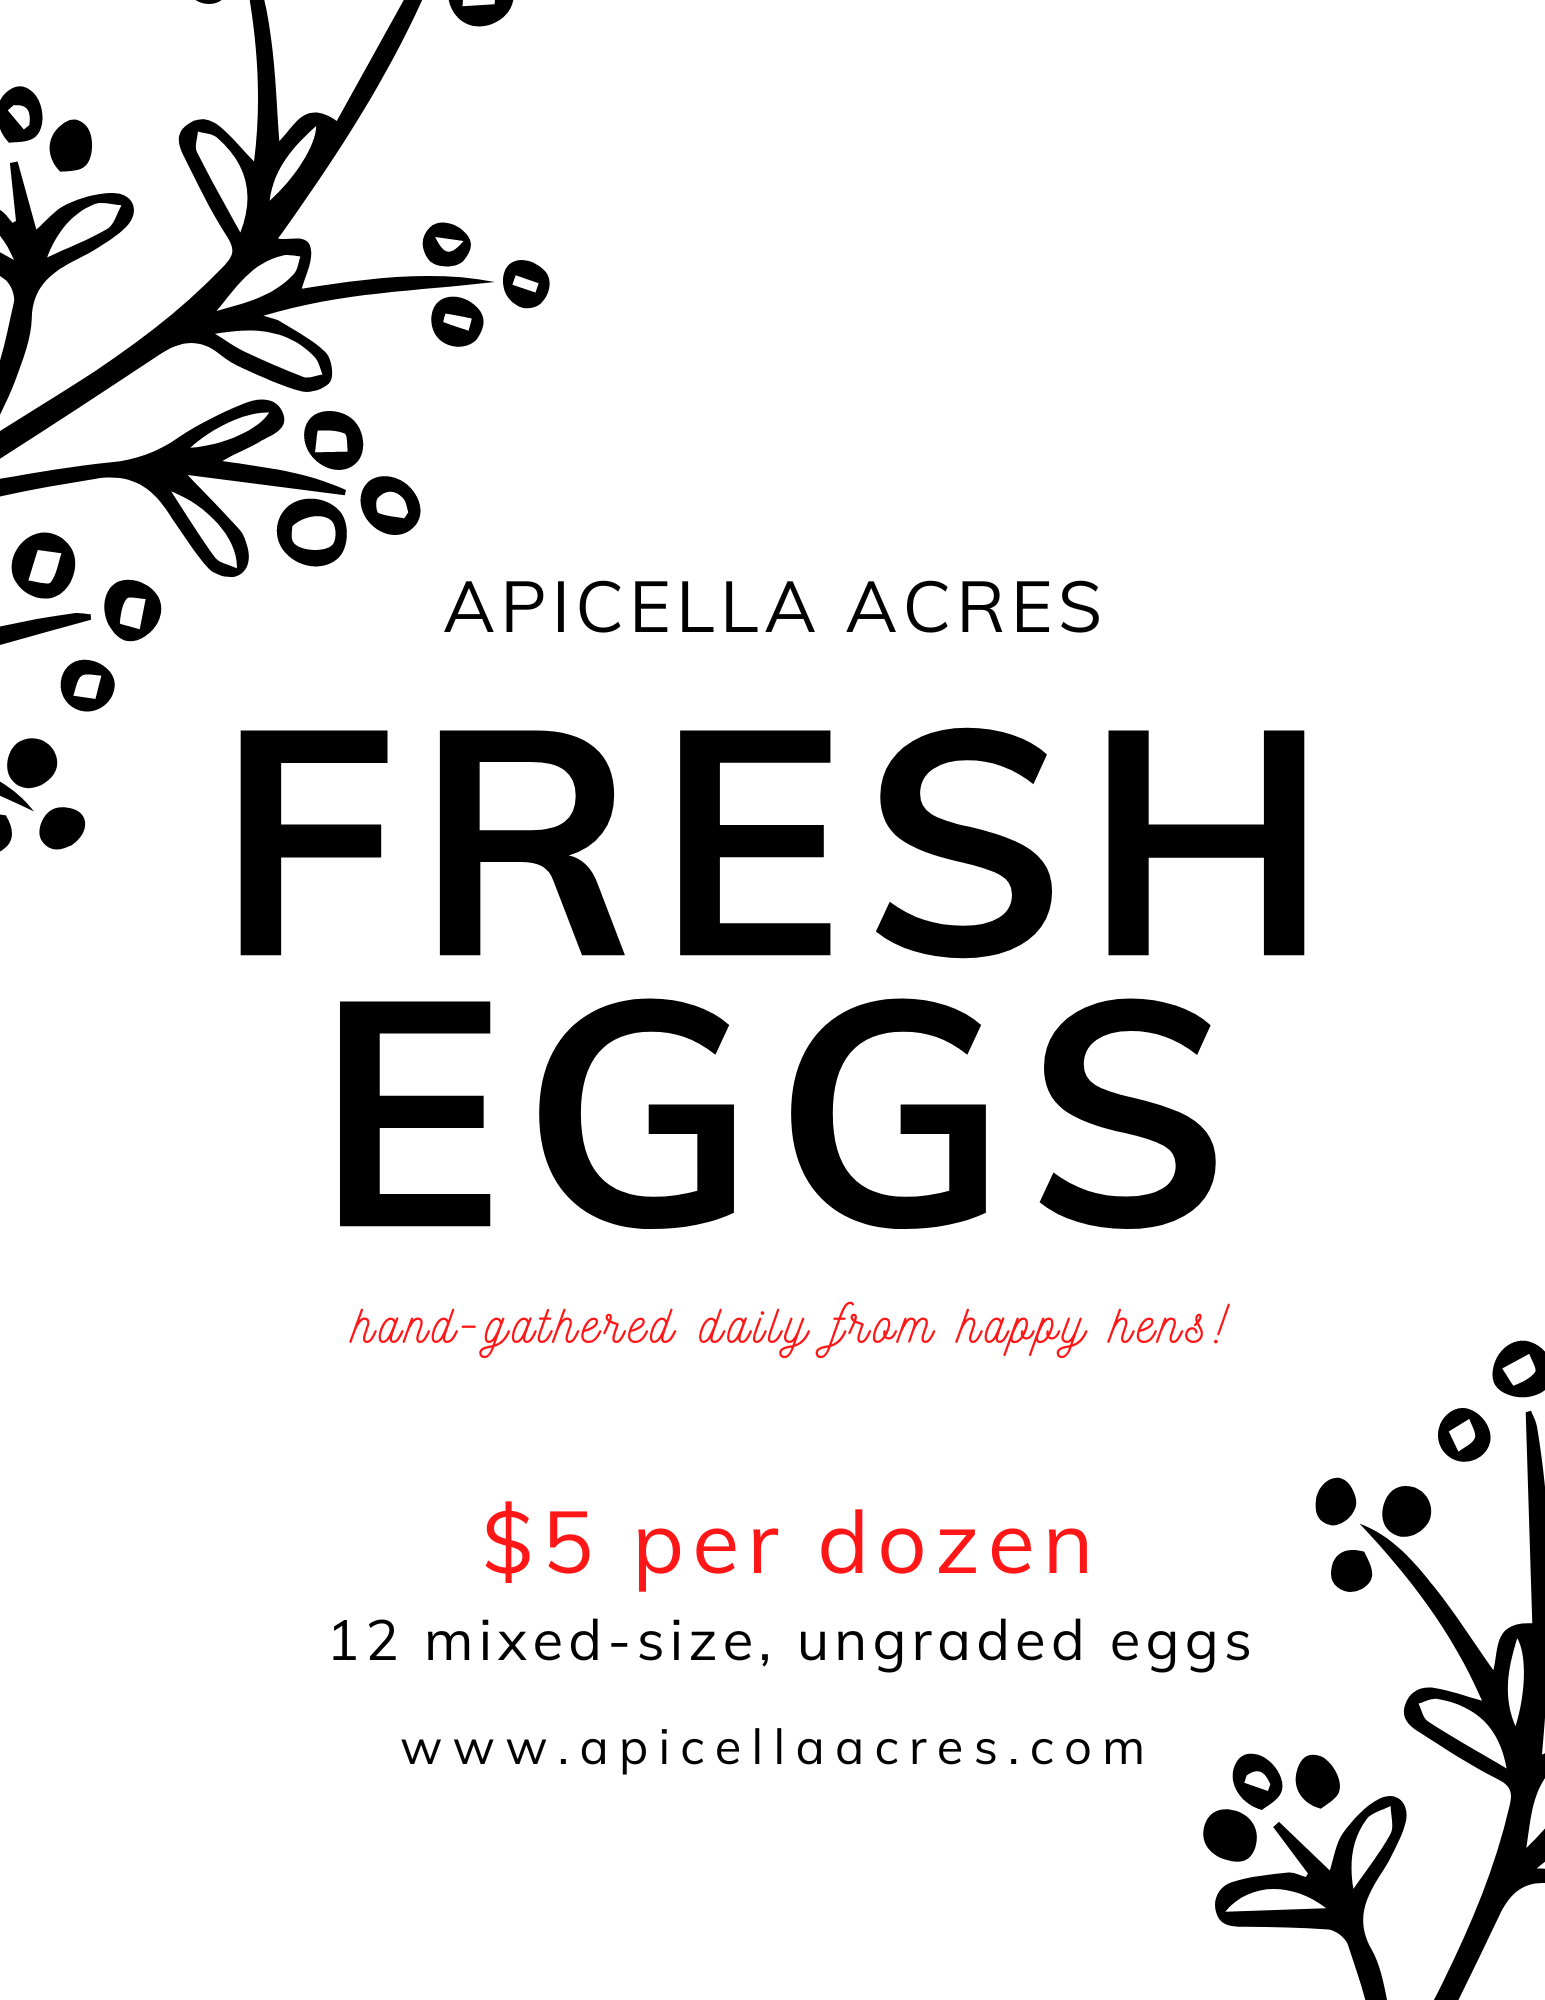 APICELLA ACRES
FRESH
EGGS
hand-gathered daily from happy hens!
$5 per dozen
12 mixed-size, ungraded eggs
www.apicellaacres.com